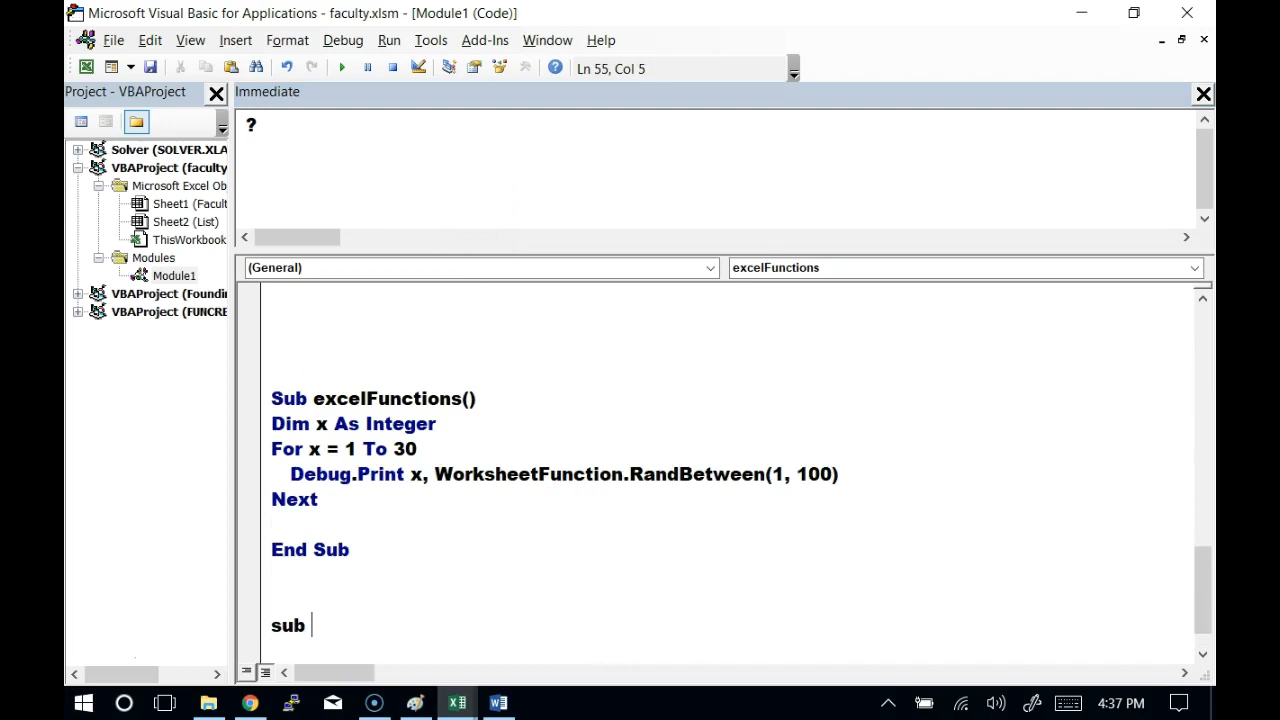 Microsoft Visual Basic for Applications - faculty.xlsm - [Module1 (Code)]
File Edit View Insert Format Debug Run Tools Add-Ins Window Help
Ln 55, Col 5
Project - VBAProject
Immediate
?
Solver (SOLVER.XLA
VBAProject (faculty
Microsoft Excel Ob
Sheet1 (Facult
Sheet2 (List)
ThisWorkbook
Modules
Module1
VBAProject (Foundin
VBAProject (FUNCRE
(General)
excelFunctions
Sub excelFunctions()
Dim x As Integer
For x = 1 To 30
Debug.Print x, WorksheetFunction.RandBetween(1, 100)
Next
End Sub
sub
4:37 PM